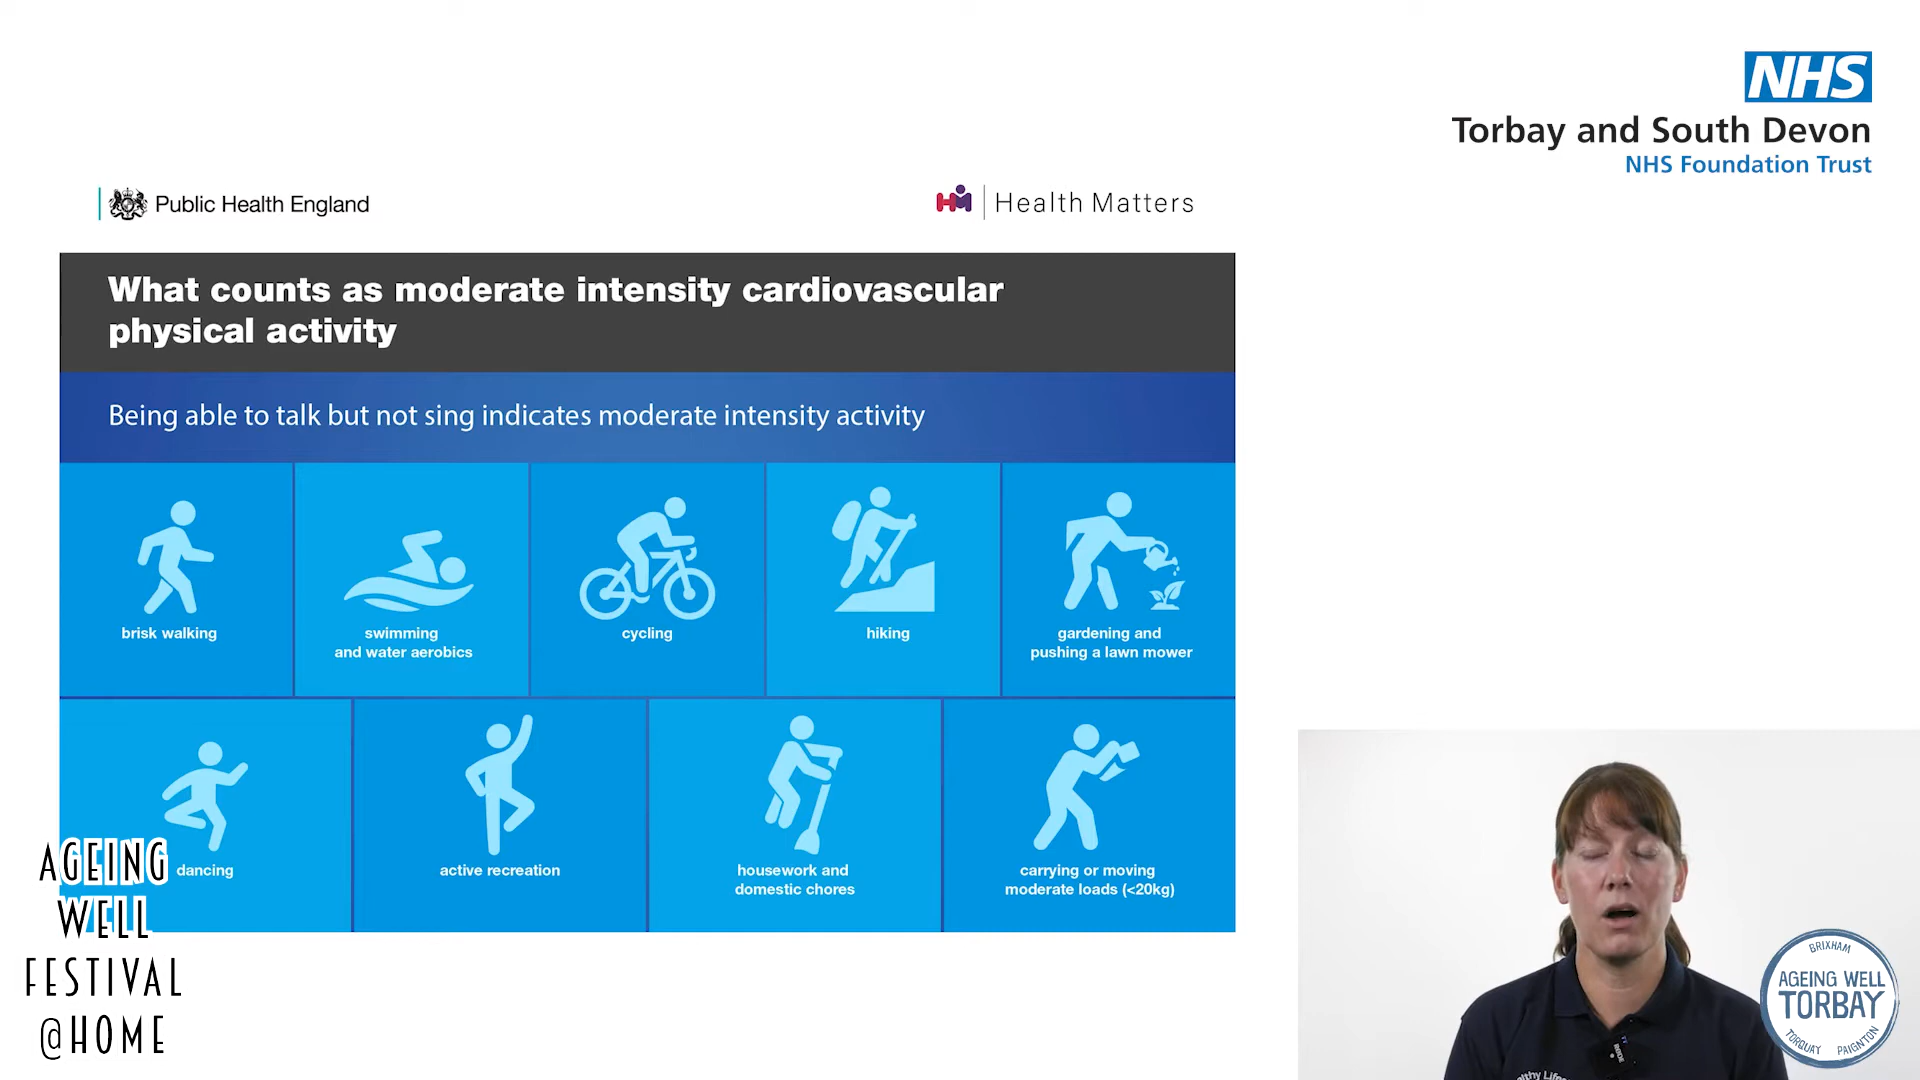 NHS
Torbay and South Devon
NHS Foundation Trust
Public Health England
HM Health Matters
What counts as moderate intensity cardiovascular
physical activity
Being able to talk but not sing indicates moderate intensity activity
brisk walking
swimming
and water aerobics
cycling
hiking
gardening and
pushing a lawn mower
dancing
active recreation
housework and
domestic chores
carrying or moving
moderate loads (<20kg)
AGEING
WELL
FESTIVAL
@HOME
BRIXHAM
AGEING WELL
TORBAY
TORQUAY PAIGNTON
RØDE